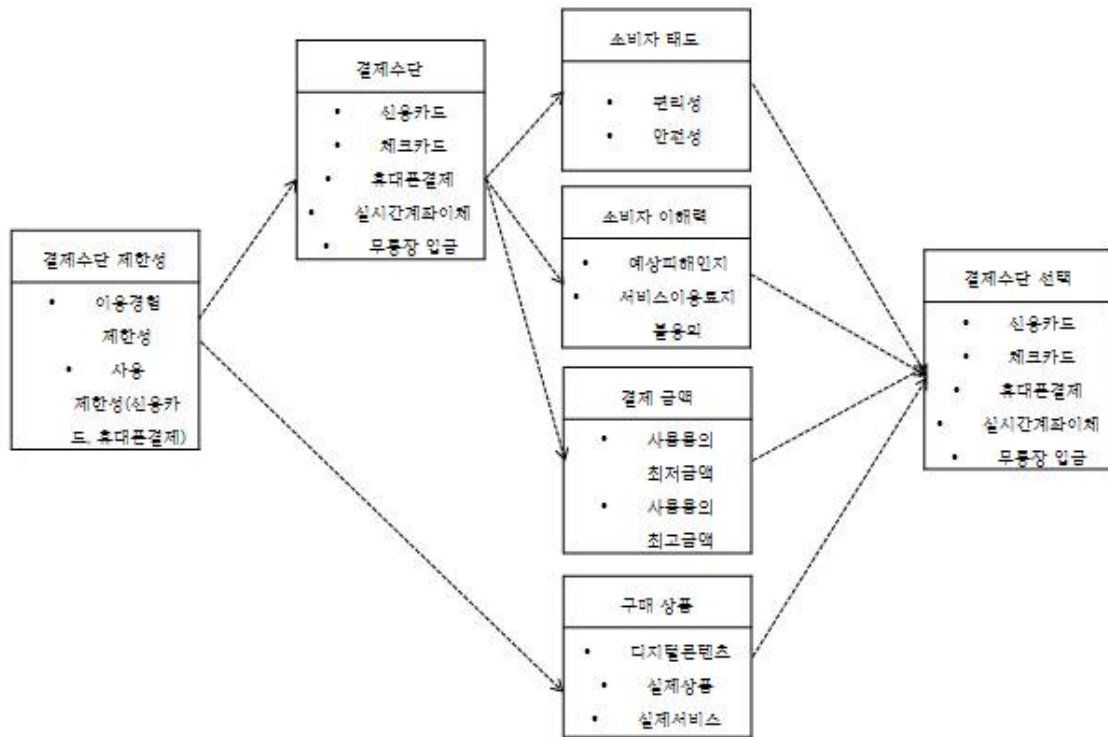 결제수단 제한성
• 이용경험
제한성
• 사용
제한성(신용카
드, 휴대폰결제)
결제수단
• 신용카드
• 체크카드
• 휴대폰결제
• 실시간계좌이체
• 무통장 입금
소비자 태도
• 편리성
• 안전성
소비자 이해력
• 예상피해인지
• 서비스이용료지
불용의
결제 금액
• 사용용의
최저금액
• 사용용의
최고금액
구매 상품
• 디지털콘텐츠
• 실제상품
• 실제서비스
결제수단 선택
• 신용카드
• 체크카드
• 휴대폰결제
• 실시간계좌이체
• 무통장 입금